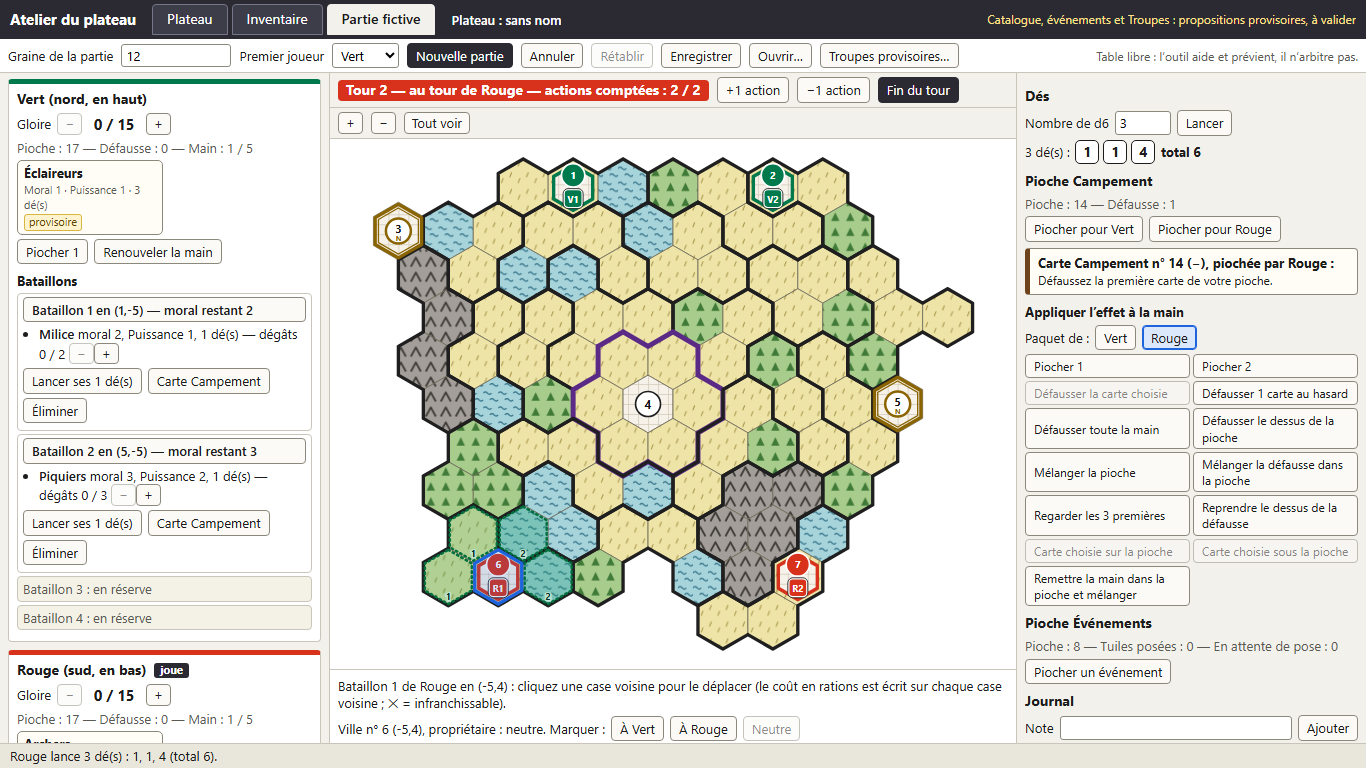 Atelier du plateau
Plateau
Inventaire
Partie fictive
Plateau : sans nom
Catalogue, événements et Troupes : propositions provisoires, à valider
Graine de la partie
12
Premier joueur
Vert
Nouvelle partie
Annuler
Rétablir
Enregistrer
Ouvrir...
Troupes provisoires...
Table libre : l'outil aide et prévient, il n'arbitre pas.
Vert (nord, en haut)
Gloire − 0 / 15 +
Pioche : 17 — Défausse : 0 — Main : 1 / 5
Éclaireurs
Moral 1 · Puissance 1 · 3
dé(s)
provisoire
Piocher 1
Renouveler la main
Bataillons
Bataillon 1 en (1,-5) — moral restant 2
• Milice moral 2, Puissance 1, 1 dé(s) — dégâts
0 / 2 − +
Lancer ses 1 dé(s)
Carte Campement
Éliminer
Bataillon 2 en (5,-5) — moral restant 3
• Piquiers moral 3, Puissance 2, 1 dé(s) —
dégâts 0 / 3 − +
Lancer ses 1 dé(s)
Carte Campement
Éliminer
Bataillon 3 : en réserve
Bataillon 4 : en réserve
Rouge (sud, en bas) joue
Gloire − 0 / 15 +
Pioche : 17 — Défausse : 0 — Main : 1 / 5
Tour 2 — au tour de Rouge — actions comptées : 2 / 2
+1 action
−1 action
Fin du tour
+
−
Tout voir
1
V1
2
V2
3
N
4
5
N
1
2
6
R1
1
2
7
R2
Bataillon 1 de Rouge en (-5,4) : cliquez une case voisine pour le déplacer (le coût en rations est écrit sur chaque case
voisine ; ✕ = infranchissable).
Ville n° 6 (-5,4), propriétaire : neutre. Marquer :
À Vert
À Rouge
Neutre
Dés
Nombre de d6
3
Lancer
3 dé(s) : 1 1 4 total 6
Pioche Campement
Pioche : 14 — Défausse : 1
Piocher pour Vert
Piocher pour Rouge
Carte Campement n° 14 (−), piochée par Rouge :
Défaussez la première carte de votre pioche.
Appliquer l'effet à la main
Paquet de : Vert Rouge
Piocher 1
Piocher 2
Défausser la carte choisie
Défausser 1 carte au hasard
Défausser toute la main
Défausser le dessus de la
pioche
Mélanger la pioche
Mélanger la défausse dans
la pioche
Regarder les 3 premières
Reprendre le dessus de la
défausse
Carte choisie sur la pioche
Carte choisie sous la pioche
Remettre la main dans la
pioche et mélanger
Pioche Événements
Pioche : 8 — Tuiles posées : 0 — En attente de pose : 0
Piocher un événement
Journal
Note
Ajouter
Rouge lance 3 dé(s) : 1, 1, 4 (total 6).